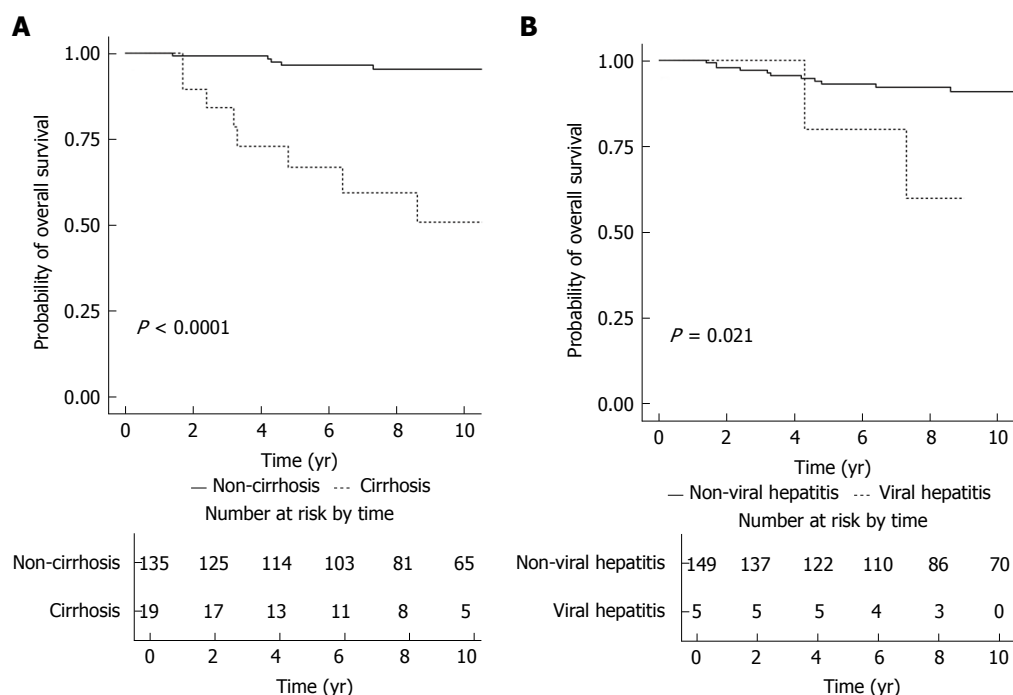 A
Probability of overall survival
1.00
0.75
0.50
0.25
0.00
P < 0.0001
0 2 4 6 8 10
Time (yr)
Non-cirrhosis Cirrhosis
Number at risk by time
Non-cirrhosis 135 125 114 103 81 65
Cirrhosis 19 17 13 11 8 5
0 2 4 6 8 10
Time (yr)
B
Probability of overall survival
1.00
0.75
0.50
0.25
0.00
P = 0.021
0 2 4 6 8 10
Time (yr)
Non-viral hepatitis Viral hepatitis
Number at risk by time
Non-viral hepatitis 149 137 122 110 86 70
Viral hepatitis 5 5 5 4 3 0
0 2 4 6 8 10
Time (yr)